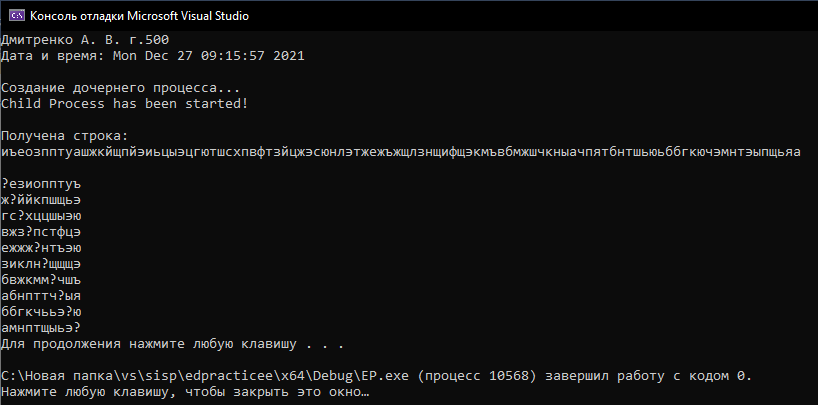 Консоль отладки Microsoft Visual Studio
Дмитренко А. В. г.500
Дата и время: Mon Dec 27 09:15:57 2021
Создание дочернего процесса...
Child Process has been started!
Получена строка:
иъеозпптуашжкйщпйэиьцыэцгютшсхпвфтзйцжэсюнлэтжежъжщлзнщифщэкмъвбмжшчкныачпятбнтшьюьббгкючэмнтэыпщьяа
?езиопптуъ
ж?ййкпшщьэ
гс?хццшыэю
вжз?пстфцэ
ежжж?нтъэю
зиклн?щщщэ
бвжкмм?чшъ
абнпттч?ыя
ббгкчььэ?ю
амнптщыьэ?
Для продолжения нажмите любую клавишу . . .
C:\Новая папка\vs\sisp\edpracticee\x64\Debug\EP.exe (процесс 10568) завершил работу с кодом 0.
Нажмите любую клавишу, чтобы закрыть это окно…